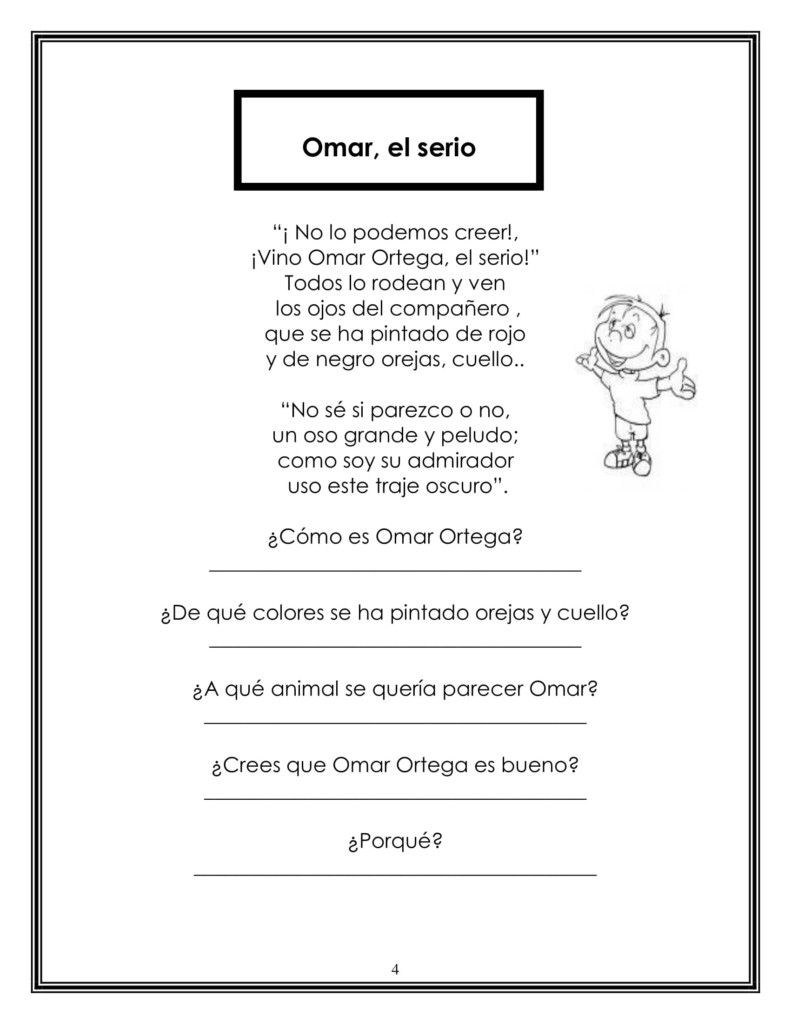 Omar, el serio
“¡ No lo podemos creer!,
¡Vino Omar Ortega, el serio!”
Todos lo rodean y ven
los ojos del compañero ,
que se ha pintado de rojo
y de negro orejas, cuello..
“No sé si parezco o no,
un oso grande y peludo;
como soy su admirador
uso este traje oscuro”.
¿Cómo es Omar Ortega?
¿De qué colores se ha pintado orejas y cuello?
¿A qué animal se quería parecer Omar?
¿Crees que Omar Ortega es bueno?
¿Porqué?
4